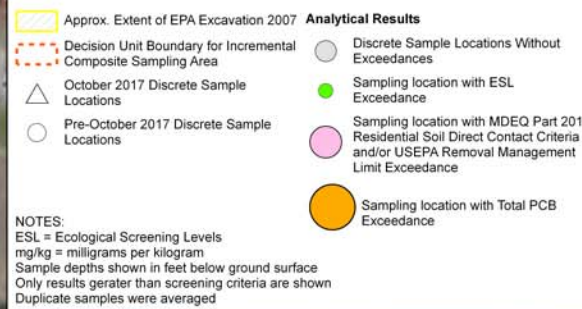 Approx. Extent of EPA Excavation 2007
Decision Unit Boundary for Incremental
Composite Sampling Area
October 2017 Discrete Sample
Locations
Pre-October 2017 Discrete Sample
Locations
Analytical Results
Discrete Sample Locations Without
Exceedances
Sampling location with ESL
Exceedance
Sampling location with MDEQ Part 201
Residential Soil Direct Contact Criteria
and/or USEPA Removal Management
Limit Exceedance
Sampling location with Total PCB
Exceedance
NOTES:
ESL = Ecological Screening Levels
mg/kg = milligrams per kilogram
Sample depths shown in feet below ground surface
Only results gerater than screening criteria are shown
Duplicate samples were averaged